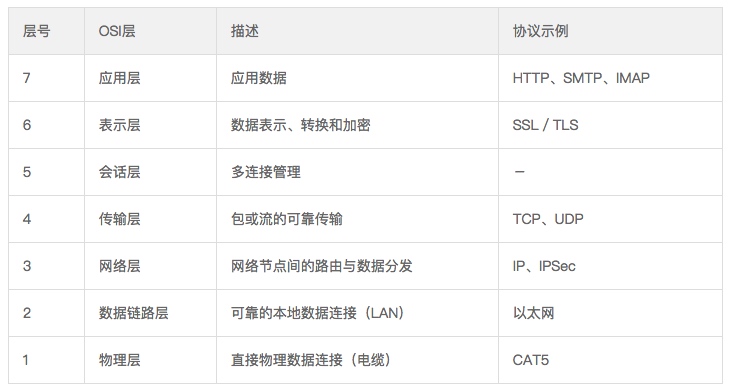 层号 OSI层 描述 协议示例
7 应用层 应用数据 HTTP、SMTP、IMAP
6 表示层 数据表示、转换和加密 SSL / TLS
5 会话层 多连接管理 —
4 传输层 包或流的可靠传输 TCP、UDP
3 网络层 网络节点间的路由与数据分发 IP、IPSec
2 数据链路层 可靠的本地数据连接（LAN） 以太网
1 物理层 直接物理数据连接（电缆） CAT5